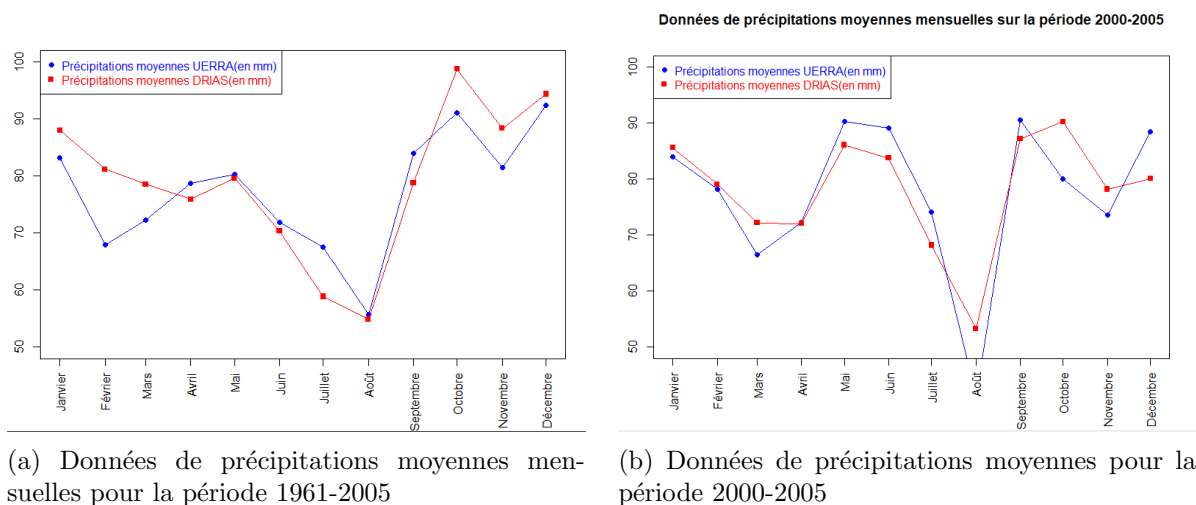 Précipitations moyennes UERRA(en mm)
Précipitations moyennes DRIAS(en mm)
100
90
80
70
60
50
Janvier
Février
Mars
Avril
Mai
Juin
Juillet
Août
Septembre
Octobre
Novembre
Décembre
(a) Données de précipitations moyennes men-
suelles pour la période 1961-2005
Données de précipitations moyennes mensuelles sur la période 2000-2005
Précipitations moyennes UERRA(en mm)
Précipitations moyennes DRIAS(en mm)
100
90
80
70
60
50
Janvier
Février
Mars
Avril
Mai
Juin
Juillet
Août
Septembre
Octobre
Novembre
Décembre
(b) Données de précipitations moyennes pour la
période 2000-2005